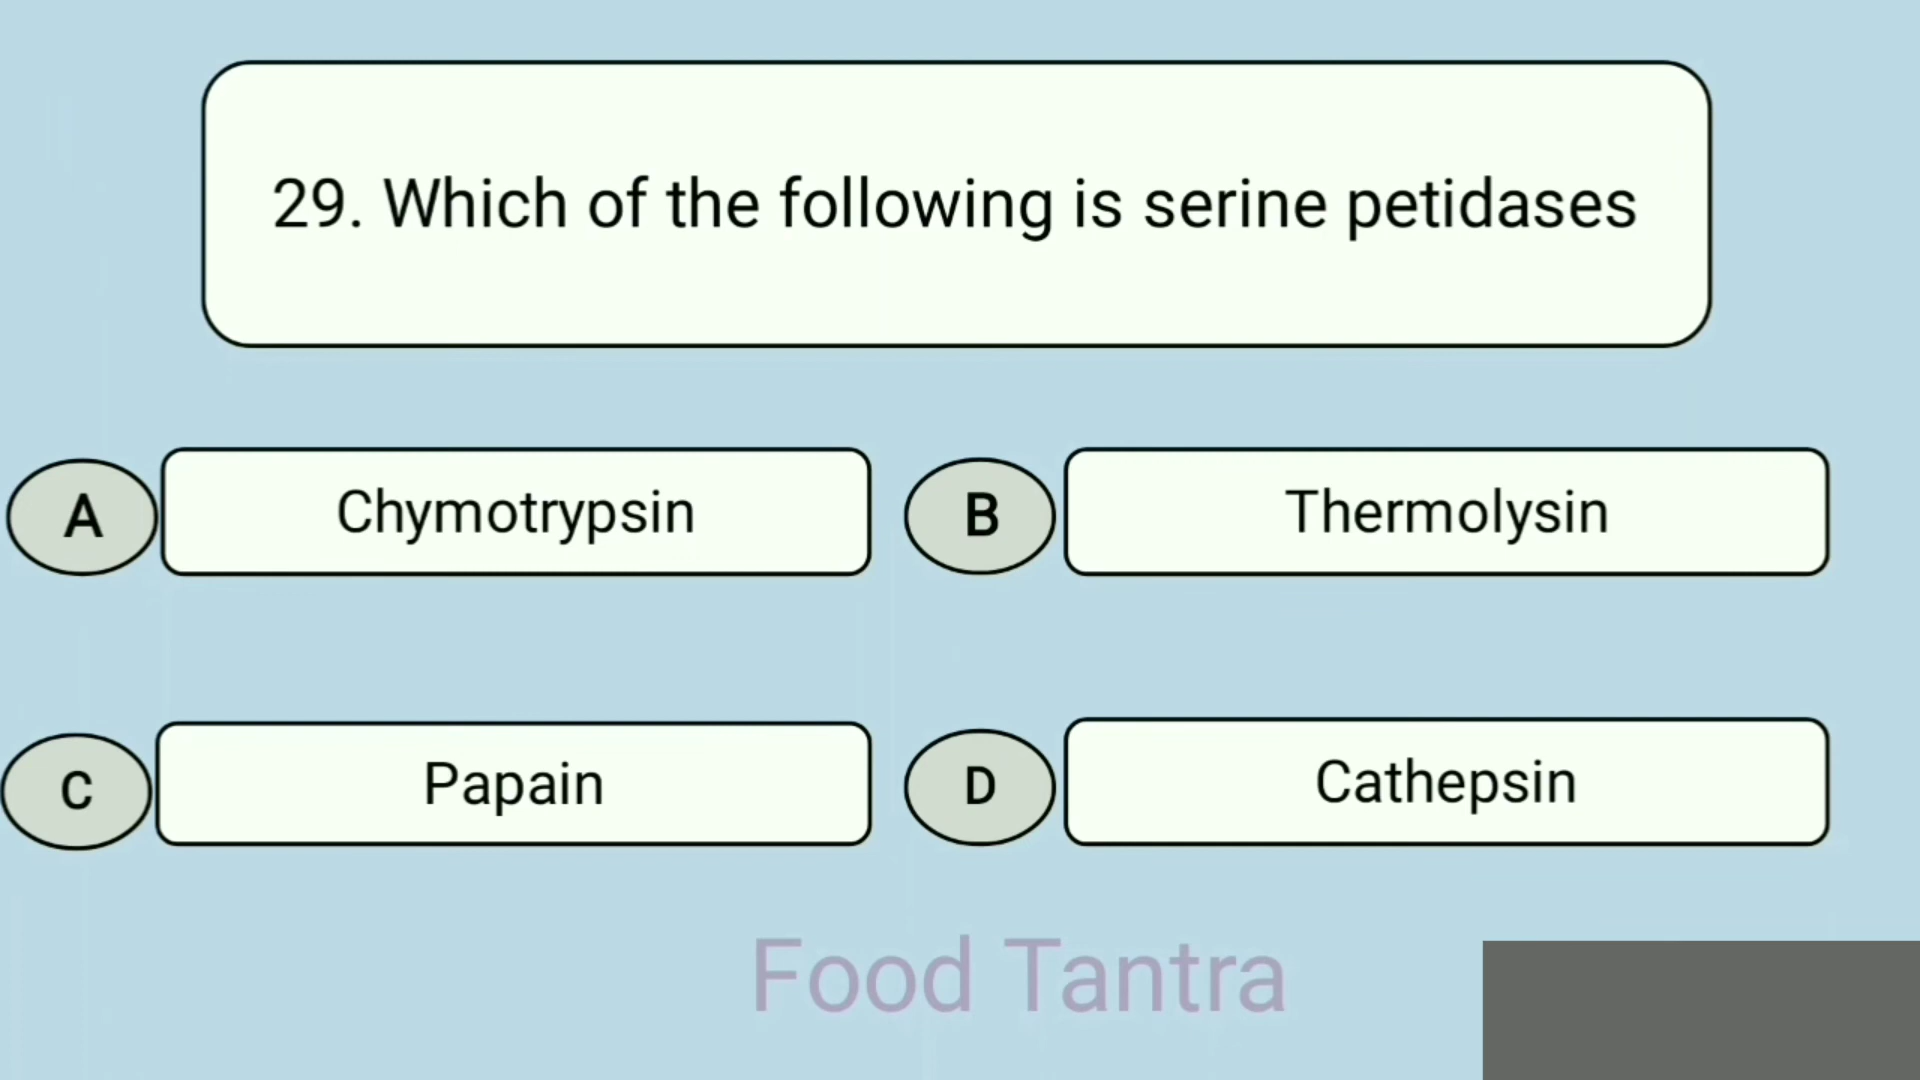 29. Which of the following is serine petidases
A Chymotrypsin
B Thermolysin
C Papain
D Cathepsin
Food Tantra